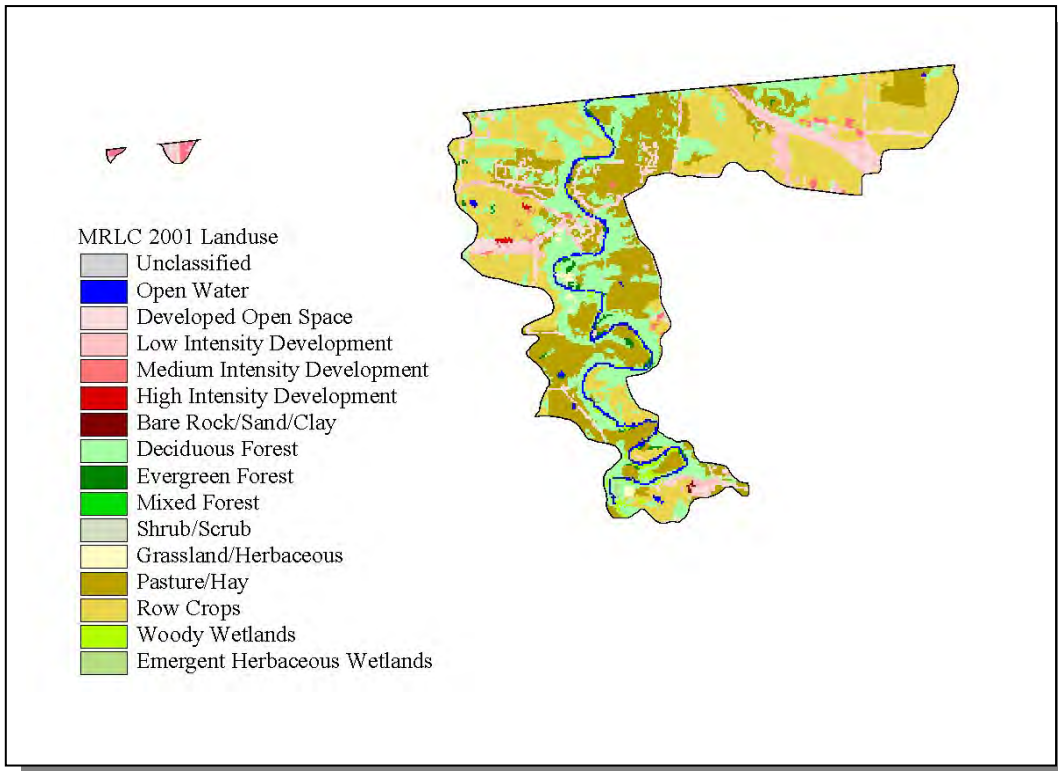 MRLC 2001 Landuse
Unclassified
Open Water
Developed Open Space
Low Intensity Development
Medium Intensity Development
High Intensity Development
Bare Rock/Sand/Clay
Deciduous Forest
Evergreen Forest
Mixed Forest
Shrub/Scrub
Grassland/Herbaceous
Pasture/Hay
Row Crops
Woody Wetlands
Emergent Herbaceous Wetlands